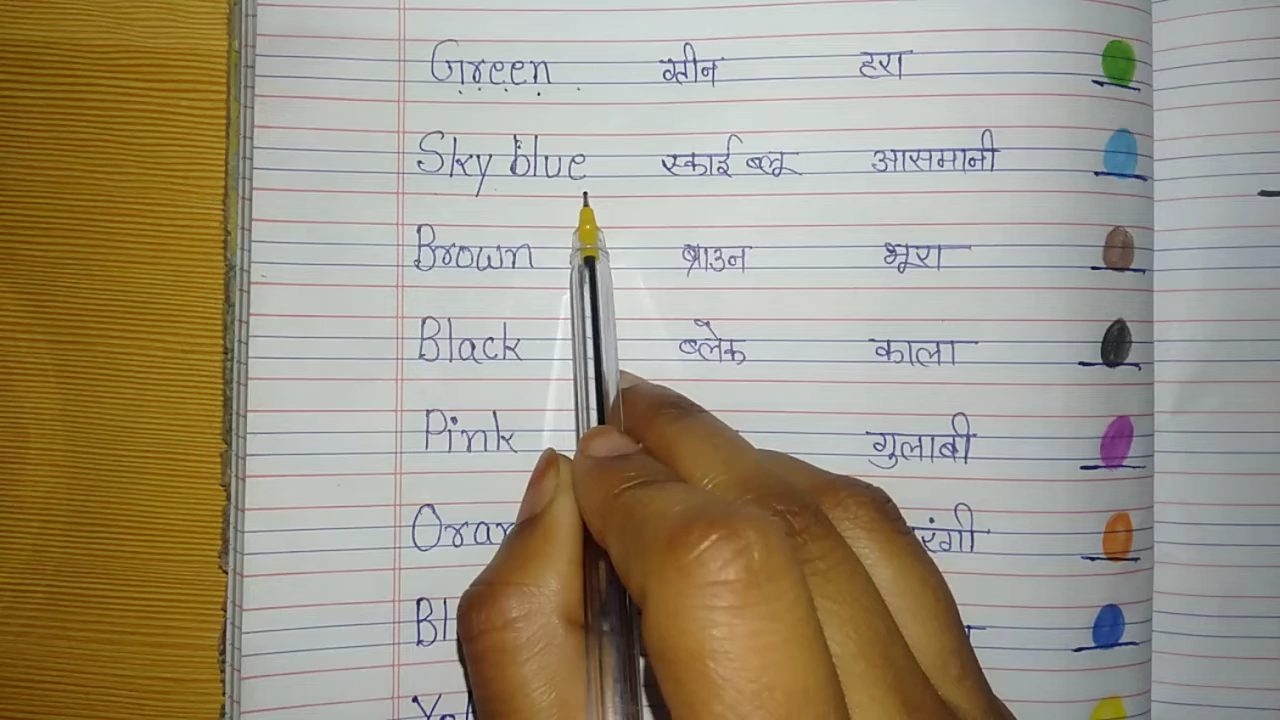 Green ग्रीन हरा
Sky blue स्काई ब्लू आसमानी
Brown ब्राउन भूरा
Black ब्लैक काला
Pink गुलाबी